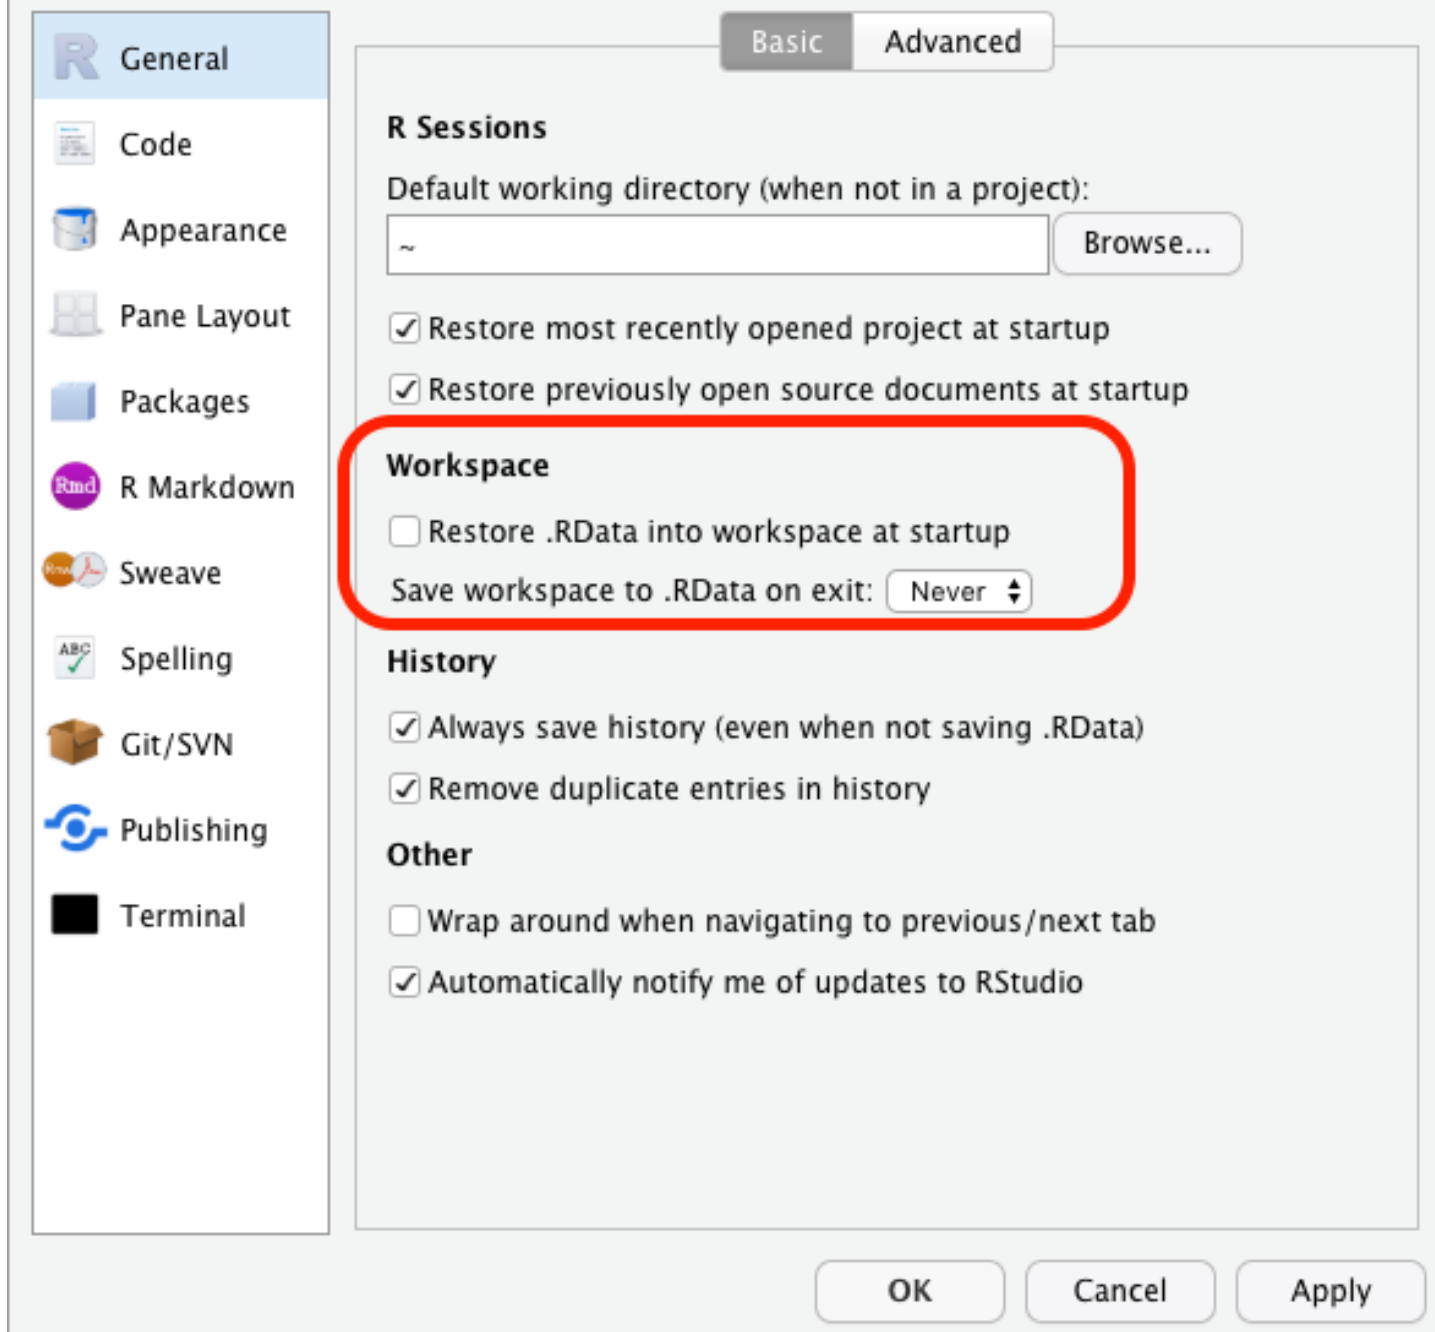 General
Code
Appearance
Pane Layout
Packages
Rmd R Markdown
Sweave
ABC Spelling
Git/SVN
Publishing
Terminal
Basic Advanced
R Sessions
Default working directory (when not in a project):
~ Browse...
Restore most recently opened project at startup
Restore previously open source documents at startup
Workspace
Restore .RData into workspace at startup
Save workspace to .RData on exit: Never
History
Always save history (even when not saving .RData)
Remove duplicate entries in history
Other
Wrap around when navigating to previous/next tab
Automatically notify me of updates to RStudio
OK Cancel Apply